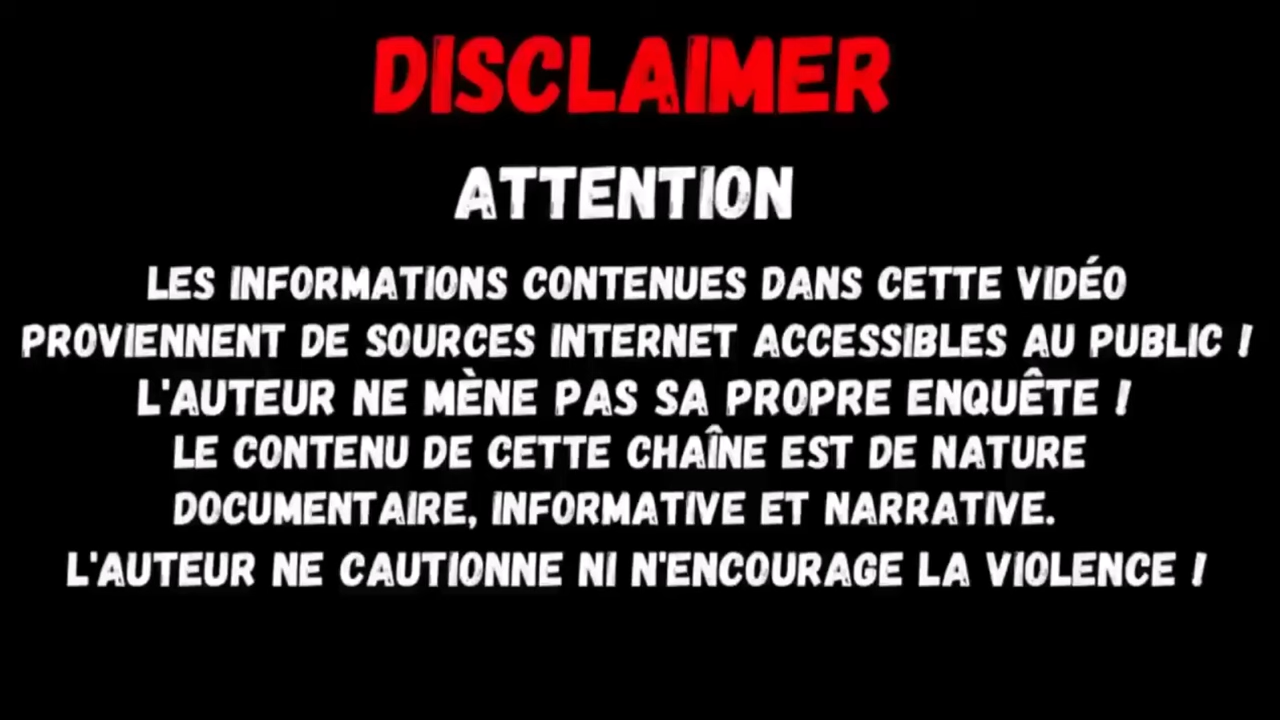 DISCLAIMER
ATTENTION
LES INFORMATIONS CONTENUES DANS CETTE VIDÉO
PROVIENNENT DE SOURCES INTERNET ACCESSIBLES AU PUBLIC !
L'AUTEUR NE MÈNE PAS SA PROPRE ENQUÊTE !
LE CONTENU DE CETTE CHAÎNE EST DE NATURE
DOCUMENTAIRE, INFORMATIVE ET NARRATIVE.
L'AUTEUR NE CAUTIONNE NI N'ENCOURAGE LA VIOLENCE !